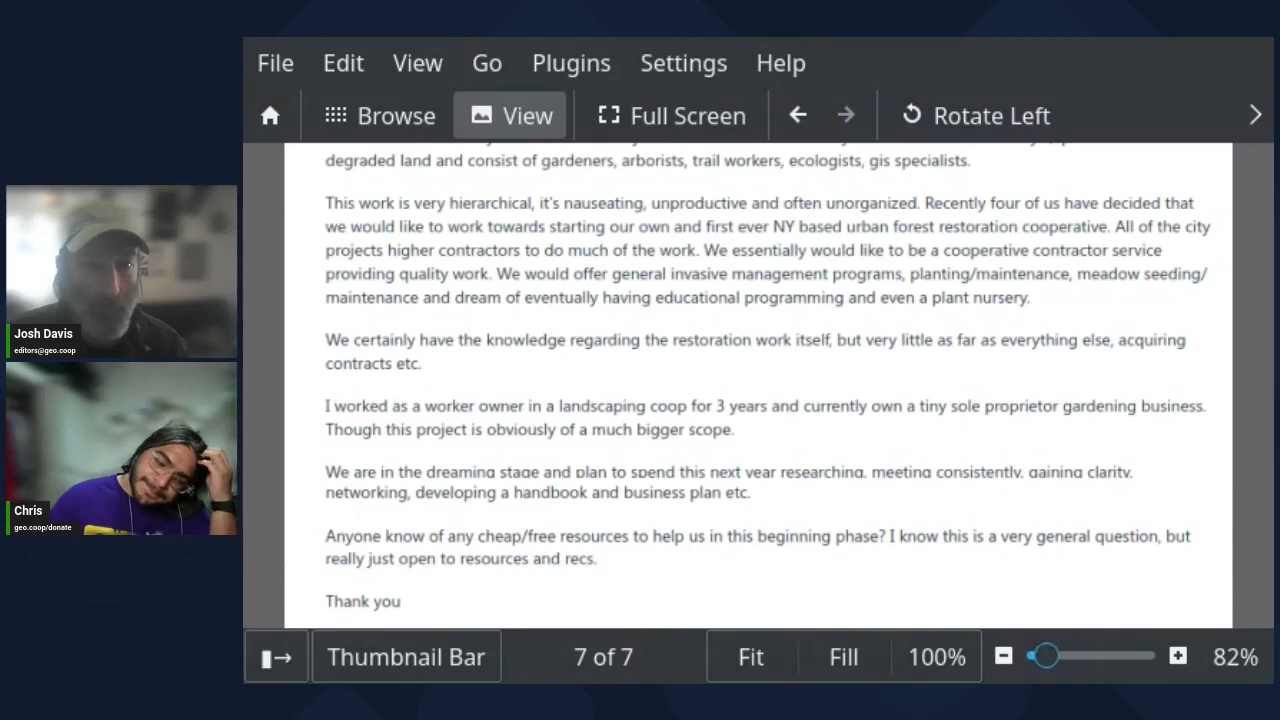 File Edit View Go Plugins Settings Help
Browse View Full Screen Rotate Left
degraded land and consist of gardeners, arborists, trail workers, ecologists, gis specialists.
This work is very hierarchical, it's nauseating, unproductive and often unorganized. Recently four of us have decided that
we would like to work towards starting our own and first ever NY based urban forest restoration cooperative. All of the city
projects higher contractors to do much of the work. We essentially would like to be a cooperative contractor service
providing quality work. We would offer general invasive management programs, planting/maintenance, meadow seeding/
maintenance and dream of eventually having educational programming and even a plant nursery.
We certainly have the knowledge regarding the restoration work itself, but very little as far as everything else, acquiring
contracts etc.
I worked as a worker owner in a landscaping coop for 3 years and currently own a tiny sole proprietor gardening business.
Though this project is obviously of a much bigger scope.
We are in the dreaming stage and plan to spend this next year researching, meeting consistently, gaining clarity,
networking, developing a handbook and business plan etc.
Anyone know of any cheap/free resources to help us in this beginning phase? I know this is a very general question, but
really just open to resources and recs.
Thank you
Thumbnail Bar 7 of 7 Fit Fill 100% 82%
Josh Davis
editors@geo.coop
Chris
geo.coop/donate